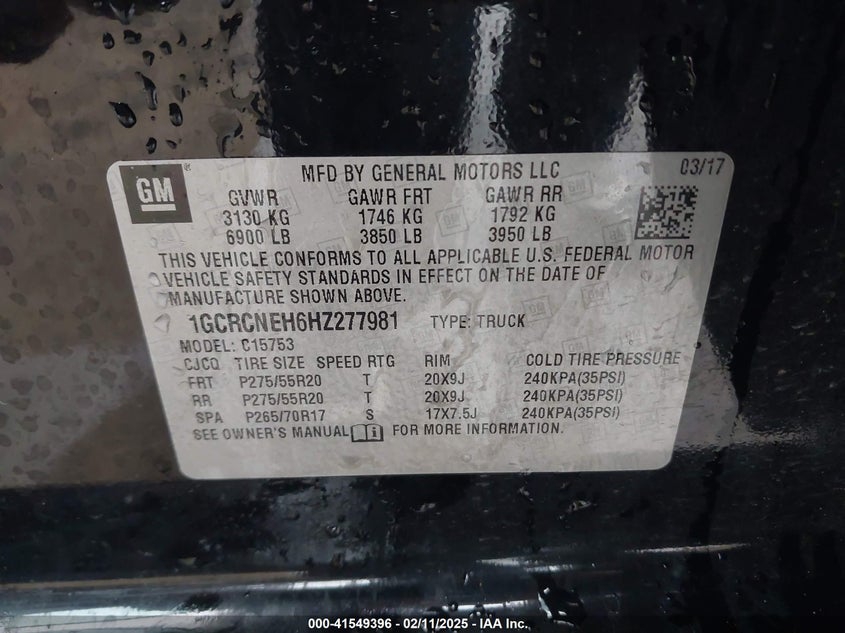 GM
MFD BY GENERAL MOTORS LLC 03/17
GVWR GAWR FRT GAWR RR
3130 KG 1746 KG 1792 KG
6900 LB 3850 LB 3950 LB
THIS VEHICLE CONFORMS TO ALL APPLICABLE U.S. FEDERAL MOTOR
VEHICLE SAFETY STANDARDS IN EFFECT ON THE DATE OF
MANUFACTURE SHOWN ABOVE.
1GCRCNEH6HZ277981 TYPE: TRUCK
MODEL: C15753
CJCQ TIRE SIZE SPEED RTG RIM COLD TIRE PRESSURE
FRT P275/55R20 T 20X9J 240KPA(35PSI)
RR P275/55R20 T 20X9J 240KPA(35PSI)
SPA P265/70R17 S 17X7.5J 240KPA(35PSI)
SEE OWNER'S MANUAL FOR MORE INFORMATION.
000-41549396 - 02/11/2025 - IAA Inc.